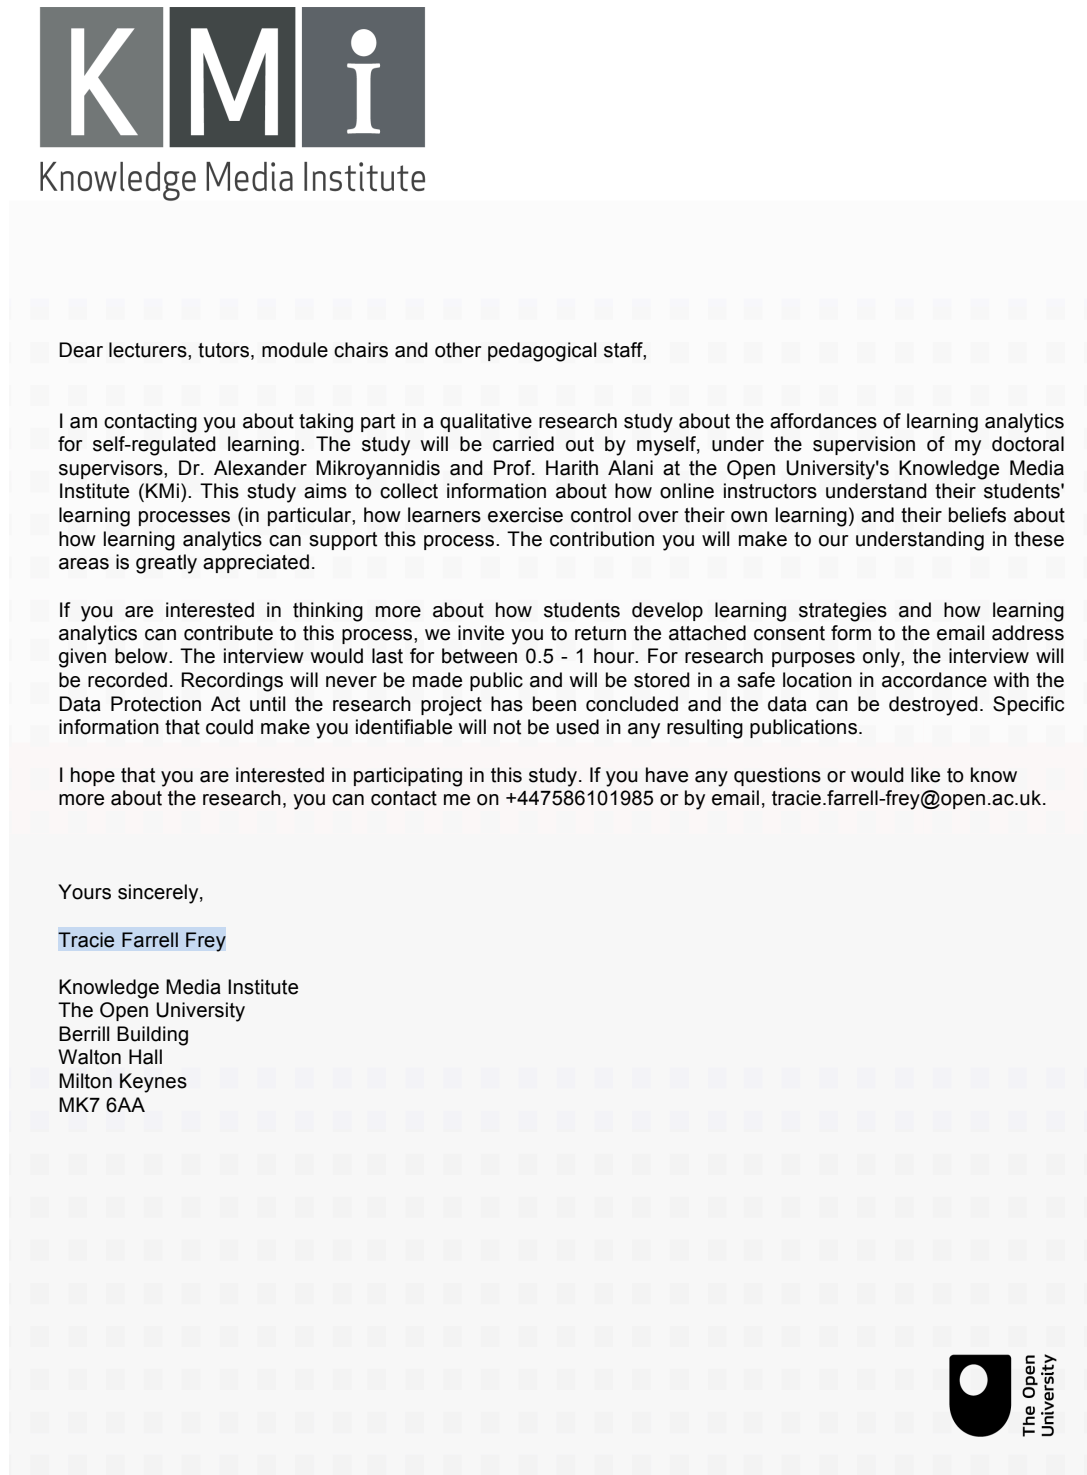 KMi
Knowledge Media Institute
Dear lecturers, tutors, module chairs and other pedagogical staff,
I am contacting you about taking part in a qualitative research study about the affordances of learning analytics
for self-regulated learning. The study will be carried out by myself, under the supervision of my doctoral
supervisors, Dr. Alexander Mikroyannidis and Prof. Harith Alani at the Open University's Knowledge Media
Institute (KMi). This study aims to collect information about how online instructors understand their students'
learning processes (in particular, how learners exercise control over their own learning) and their beliefs about
how learning analytics can support this process. The contribution you will make to our understanding in these
areas is greatly appreciated.
If you are interested in thinking more about how students develop learning strategies and how learning
analytics can contribute to this process, we invite you to return the attached consent form to the email address
given below. The interview would last for between 0.5 - 1 hour. For research purposes only, the interview will
be recorded. Recordings will never be made public and will be stored in a safe location in accordance with the
Data Protection Act until the research project has been concluded and the data can be destroyed. Specific
information that could make you identifiable will not be used in any resulting publications.
I hope that you are interested in participating in this study. If you have any questions or would like to know
more about the research, you can contact me on +447586101985 or by email, tracie.farrell-frey@open.ac.uk.
Yours sincerely,
Tracie Farrell Frey
Knowledge Media Institute
The Open University
Berrill Building
Walton Hall
Milton Keynes
MK7 6AA
The Open
University